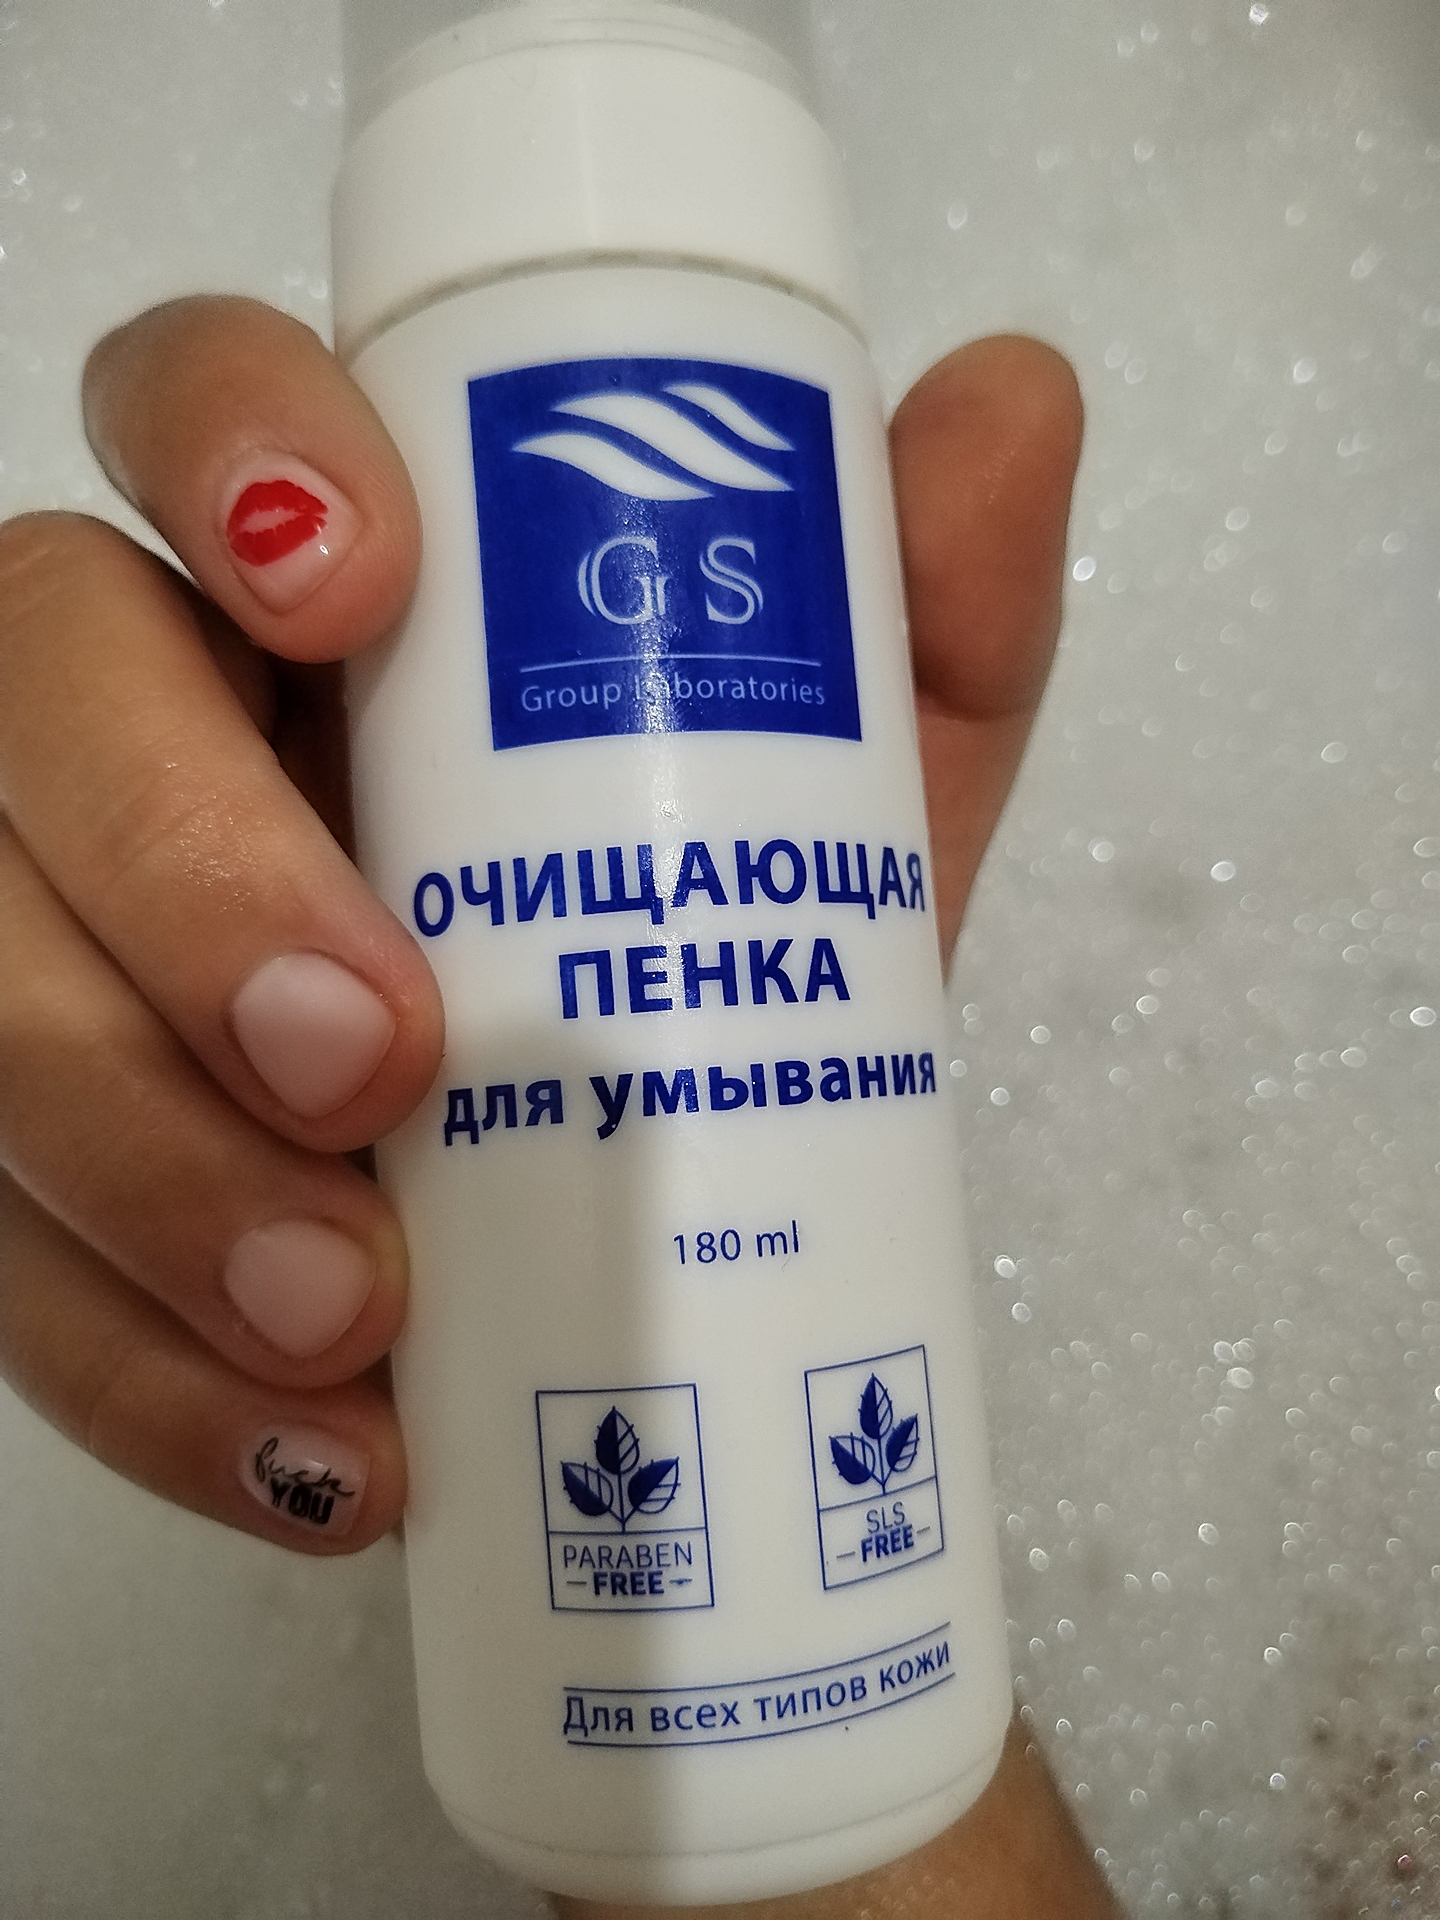 GS
Group Laboratories
ОЧИЩАЮЩАЯ
ПЕНКА
для умывания
180 ml
PARABEN
FREE
SLS
FREE
Для всех типов кожи
fuck
YOU